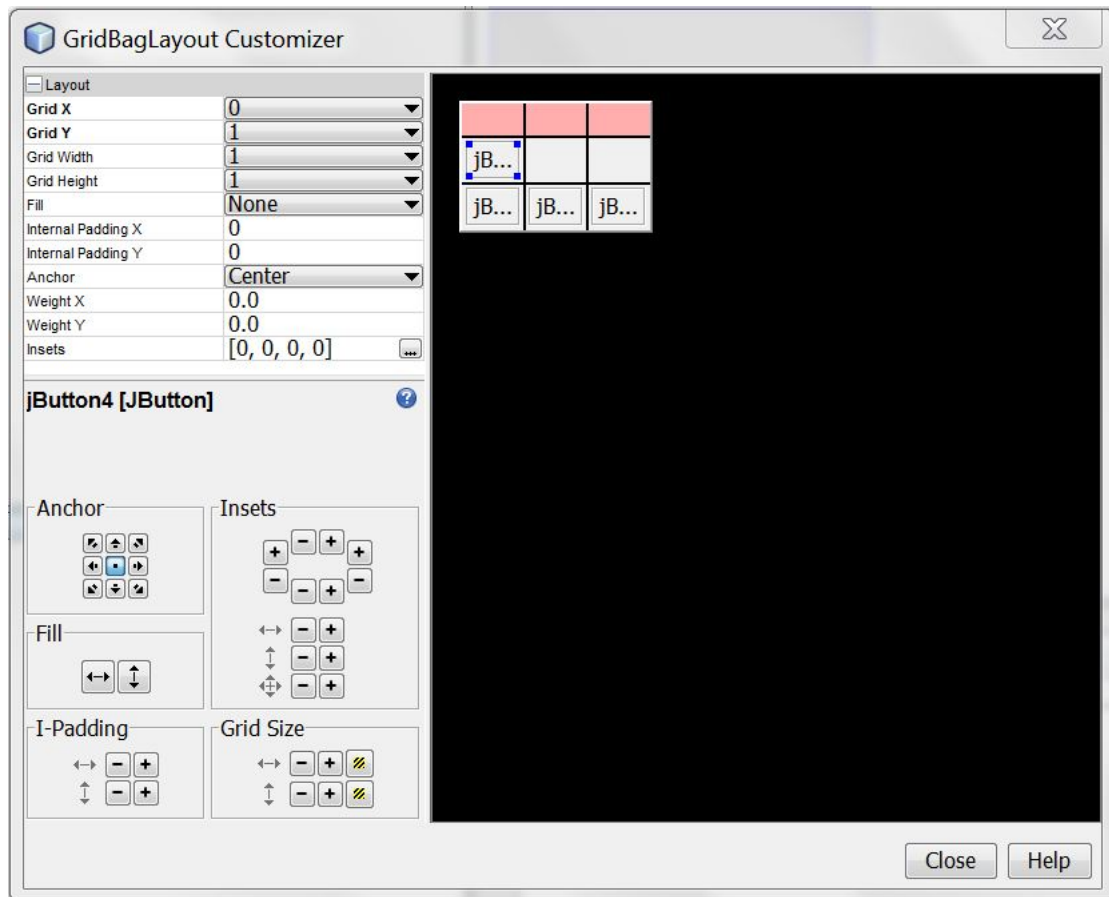 GridBagLayout Customizer
Layout
Grid X 0
Grid Y 1
Grid Width 1
Grid Height 1
Fill None
Internal Padding X 0
Internal Padding Y 0
Anchor Center
Weight X 0.0
Weight Y 0.0
Insets [0, 0, 0, 0] ...
jButton4 [JButton]
Anchor
Insets
Fill
I-Padding
Grid Size
jB...
jB... jB... jB...
Close Help